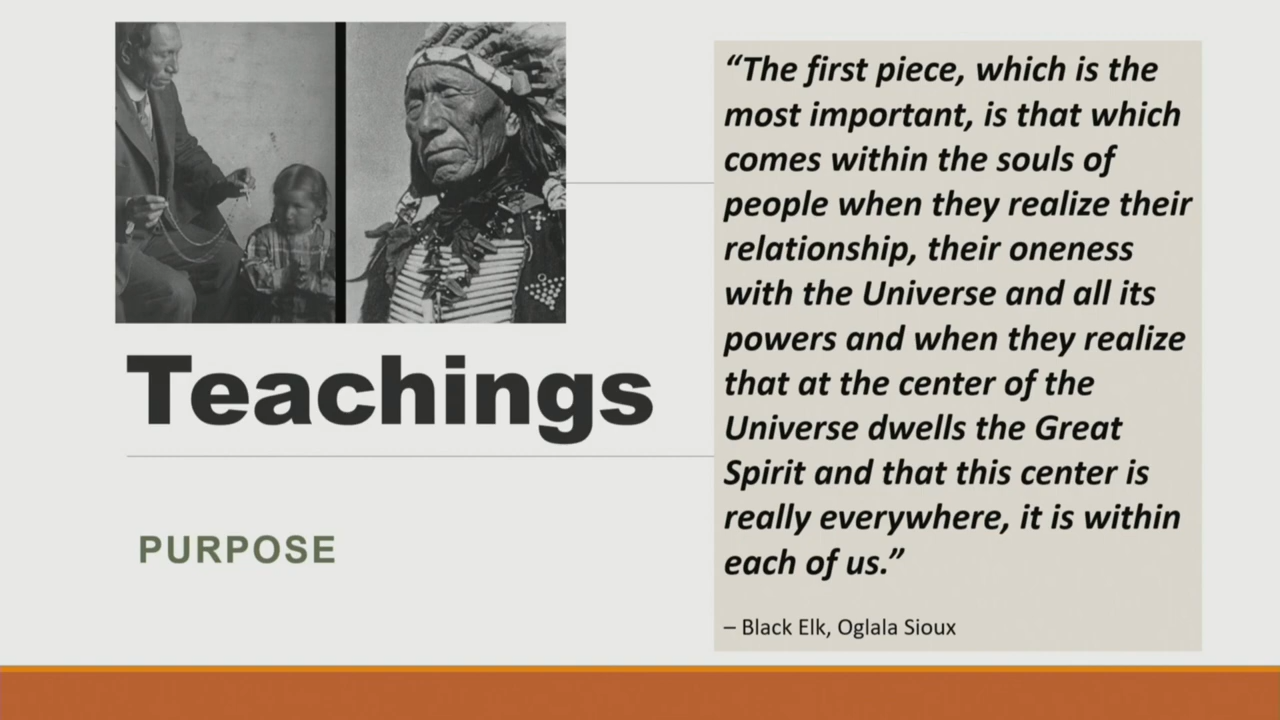 Teachings
PURPOSE
“The first piece, which is the
most important, is that which
comes within the souls of
people when they realize their
relationship, their oneness
with the Universe and all its
powers and when they realize
that at the center of the
Universe dwells the Great
Spirit and that this center is
really everywhere, it is within
each of us.”
– Black Elk, Oglala Sioux